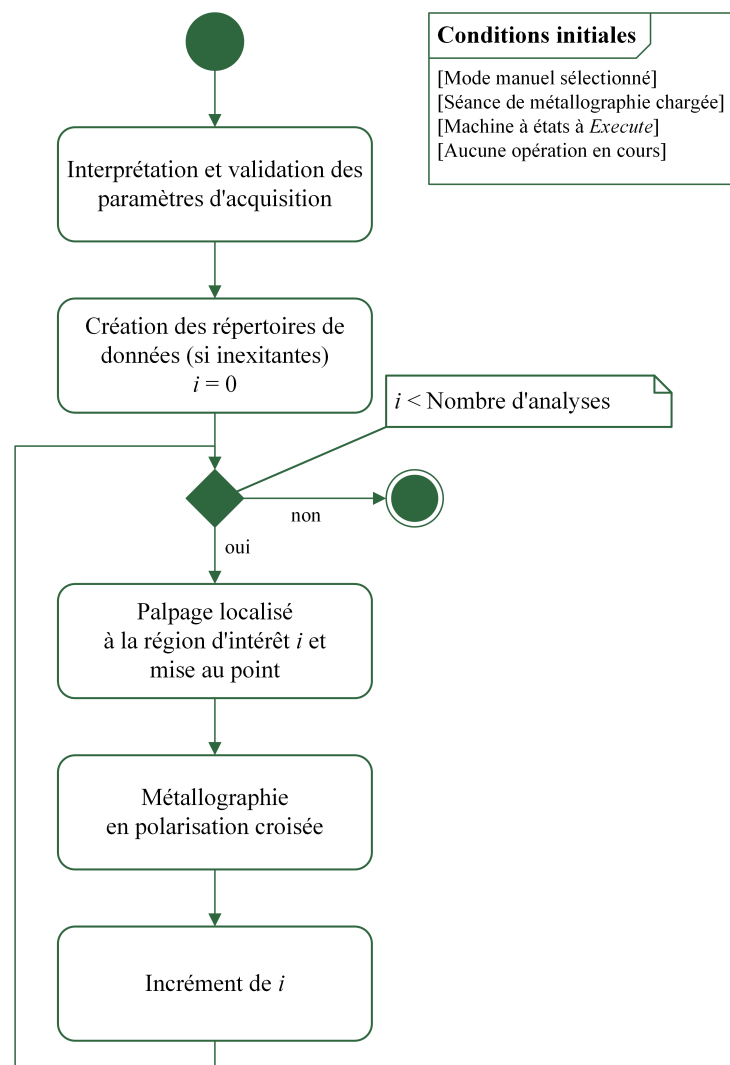 Conditions initiales
[Mode manuel sélectionné]
[Séance de métallographie chargée]
[Machine à états à Execute]
[Aucune opération en cours]
Interprétation et validation des
paramètres d'acquisition
Création des répertoires de
données (si inexitantes)
i = 0
i < Nombre d'analyses
non
oui
Palpage localisé
à la région d'intérêt i et
mise au point
Métallographie
en polarisation croisée
Incrément de i